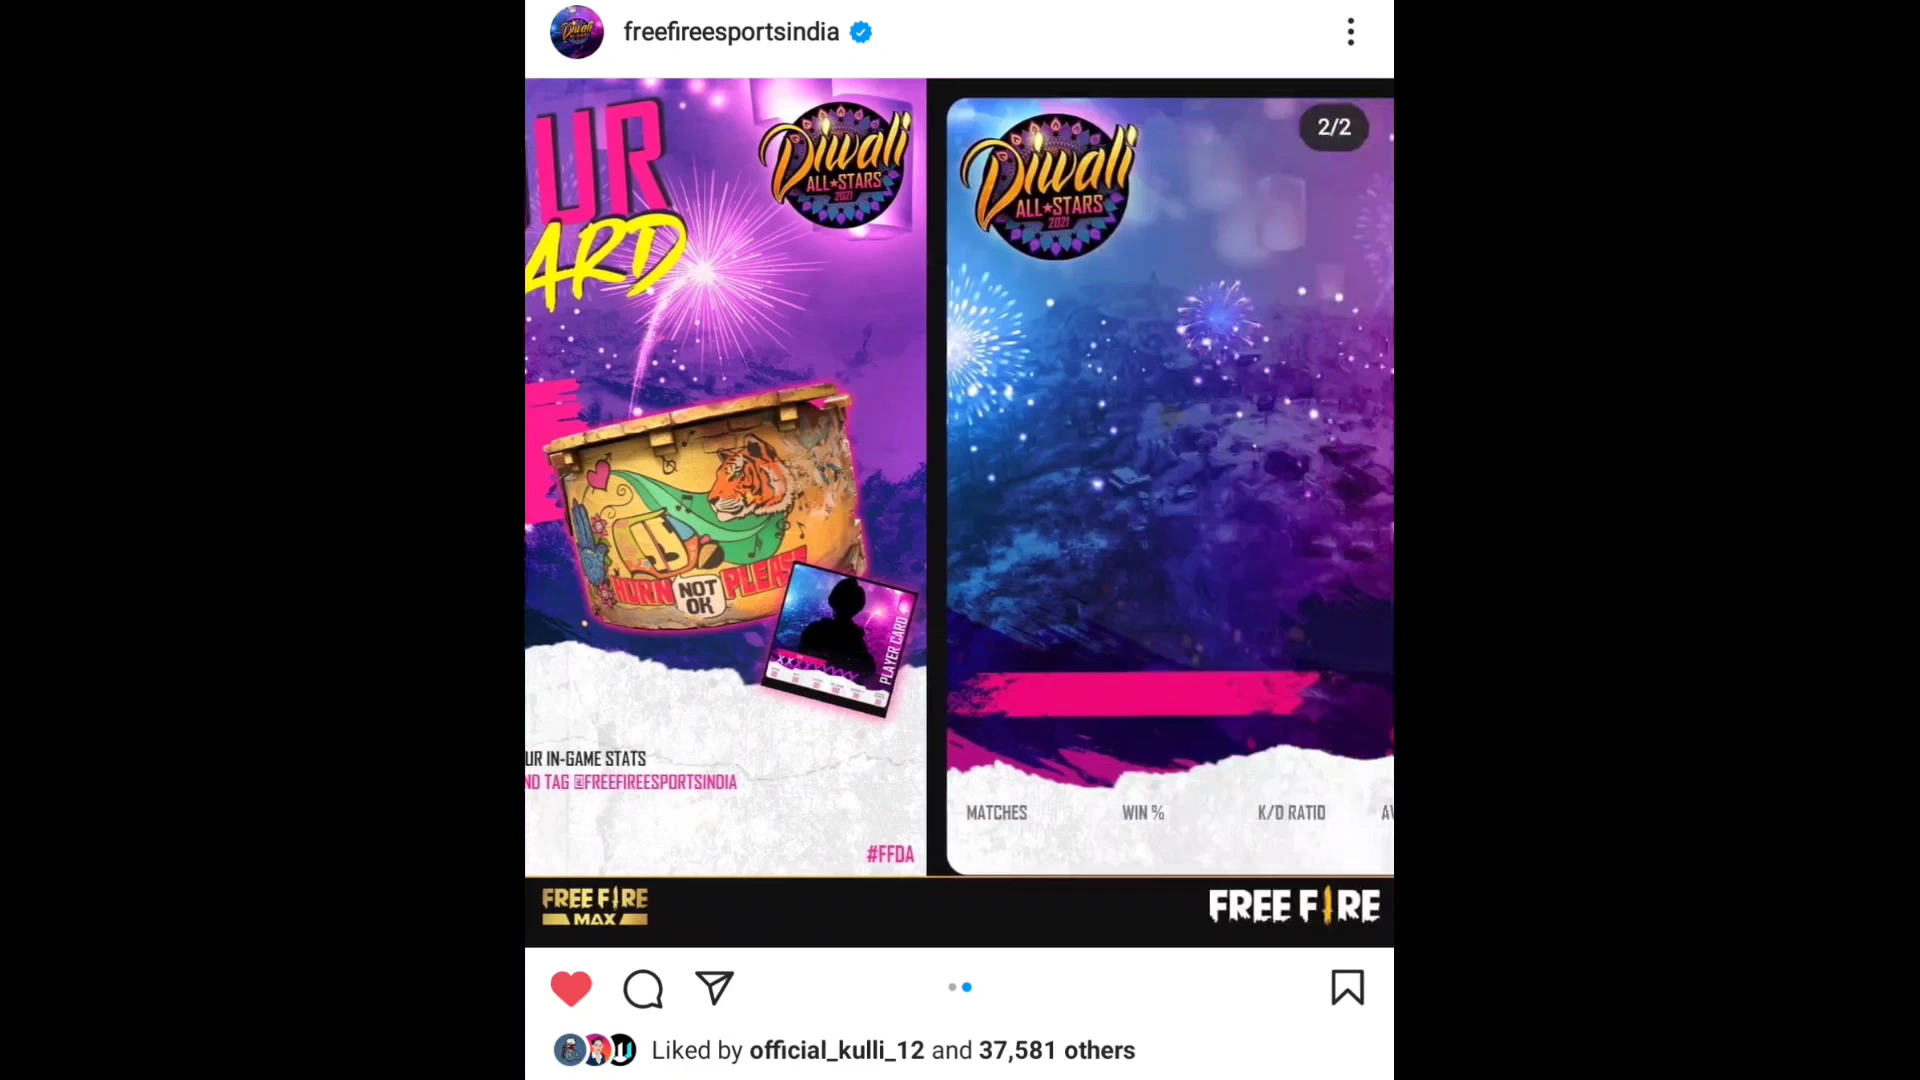 freefireesportsindia
UR
ARD
Diwali
ALL★STARS
2021
HORN NOT OK PLEASE
PLAYER CARD
UR IN-GAME STATS
ND TAG @FREEFIREESPORTSINDIA
#FFDA
2/2
Diwali
ALL★STARS
2021
MATCHES WIN % K/D RATIO AV
FREE FIRE
MAX
FREE FIRE
Liked by official_kulli_12 and 37,581 others